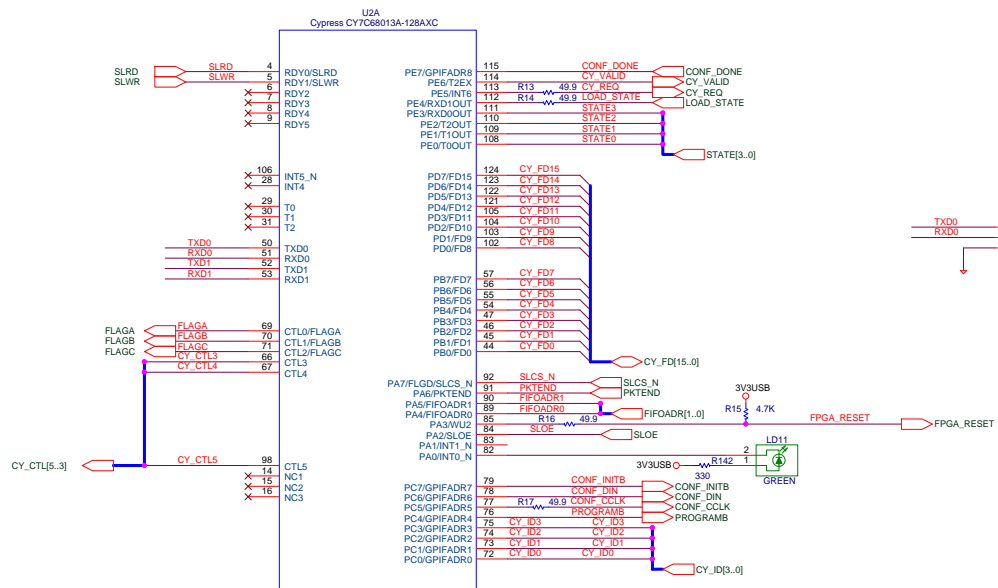 U2A
Cypress CY7C68013A-128AXC
SLRD SLRD 4 RDY0/SLRD
SLWR SLWR 5 RDY1/SLWR
6 RDY2
7 RDY3
8 RDY4
9 RDY5
106 INT5_N
28 INT4
29 T0
30 T1
31 T2
TXD0 50 TXD0
RXD0 51 RXD0
TXD1 52 TXD1
RXD1 53 RXD1
FLAGA FLAGA 69 CTL0/FLAGA
FLAGB FLAGB 70 CTL1/FLAGB
FLAGC FLAGC 71 CTL2/FLAGC
CY_CTL3 66 CTL3
CY_CTL4 67 CTL4
CY_CTL[5..3] CY_CTL5 98 CTL5
14 NC1
15 NC2
16 NC3
PE7/GPIFADR8 115 CONF_DONE CONF_DONE
PE6/T2EX 114 CY_VALID CY_VALID
PE5/INT6 113 R13 49.9 CY_REQ CY_REQ
PE4/RXD1OUT 112 R14 49.9 LOAD_STATE LOAD_STATE
PE3/RXD0OUT 111 STATE3
PE2/T2OUT 110 STATE2
PE1/T1OUT 109 STATE1
PE0/T0OUT 108 STATE0
STATE[3..0]
PD7/FD15 124 CY_FD15
PD6/FD14 123 CY_FD14
PD5/FD13 122 CY_FD13
PD4/FD12 121 CY_FD12
PD3/FD11 105 CY_FD11
PD2/FD10 104 CY_FD10
PD1/FD9 103 CY_FD9
PD0/FD8 102 CY_FD8
PB7/FD7 57 CY_FD7
PB6/FD6 56 CY_FD6
PB5/FD5 55 CY_FD5
PB4/FD4 54 CY_FD4
PB3/FD3 47 CY_FD3
PB2/FD2 46 CY_FD2
PB1/FD1 45 CY_FD1
PB0/FD0 44 CY_FD0
CY_FD[15..0]
PA7/FLGD/SLCS_N 92 SLCS_N SLCS_N
PA6/PKTEND 91 PKTEND PKTEND
PA5/FIFOADR1 90 FIFOADR1
PA4/FIFOADR0 89 FIFOADR0 FIFOADR[1..0]
PA3/WU2 85 R16 49.9 FPGA_RESET FPGA_RESET
3V3USB
R15 4.7K
PA2/SLOE 84 SLOE SLOE
PA1/INT1_N 83
PA0/INT0_N 82
LD11
2
1
3V3USB R142
330 GREEN
PC7/GPIFADR7 79 CONF_INITB CONF_INITB
PC6/GPIFADR6 78 CONF_DIN CONF_DIN
PC5/GPIFADR5 77 R17 49.9 CONF_CCLK CONF_CCLK
PC4/GPIFADR4 76 PROGRAMB PROGRAMB
PC3/GPIFADR3 75 CY_ID3 CY_ID3
PC2/GPIFADR2 74 CY_ID2 CY_ID2
PC1/GPIFADR1 73 CY_ID1 CY_ID1
PC0/GPIFADR0 72 CY_ID0 CY_ID0
CY_ID[3..0]
TXD0
RXD0